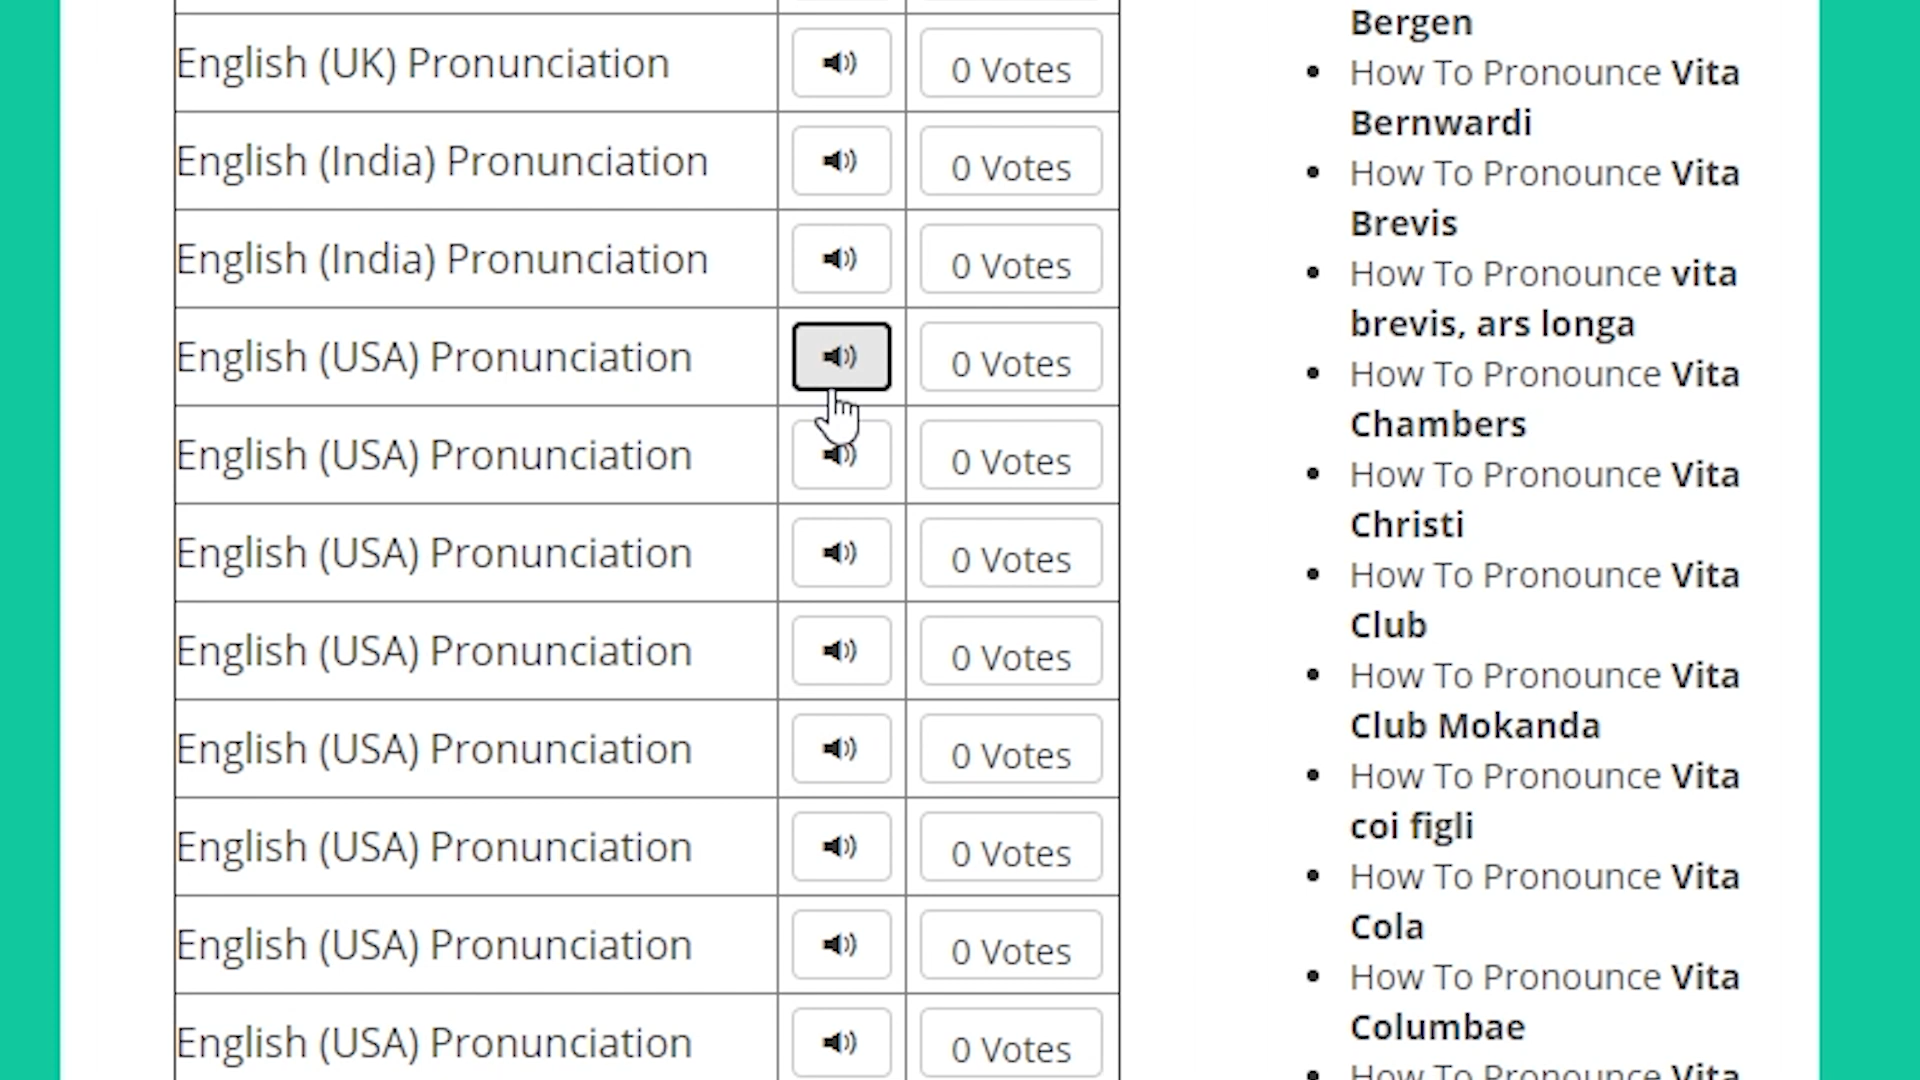 English (UK) Pronunciation
0 Votes
English (India) Pronunciation
0 Votes
English (India) Pronunciation
0 Votes
English (USA) Pronunciation
0 Votes
English (USA) Pronunciation
0 Votes
English (USA) Pronunciation
0 Votes
English (USA) Pronunciation
0 Votes
English (USA) Pronunciation
0 Votes
English (USA) Pronunciation
0 Votes
English (USA) Pronunciation
0 Votes
English (USA) Pronunciation
0 Votes
Bergen
How To Pronounce Vita
Bernwardi
How To Pronounce Vita
Brevis
How To Pronounce vita
brevis, ars longa
How To Pronounce Vita
Chambers
How To Pronounce Vita
Christi
How To Pronounce Vita
Club
How To Pronounce Vita
Club Mokanda
How To Pronounce Vita
coi figli
How To Pronounce Vita
Cola
How To Pronounce Vita
Columbae
How To Pronounce Vita